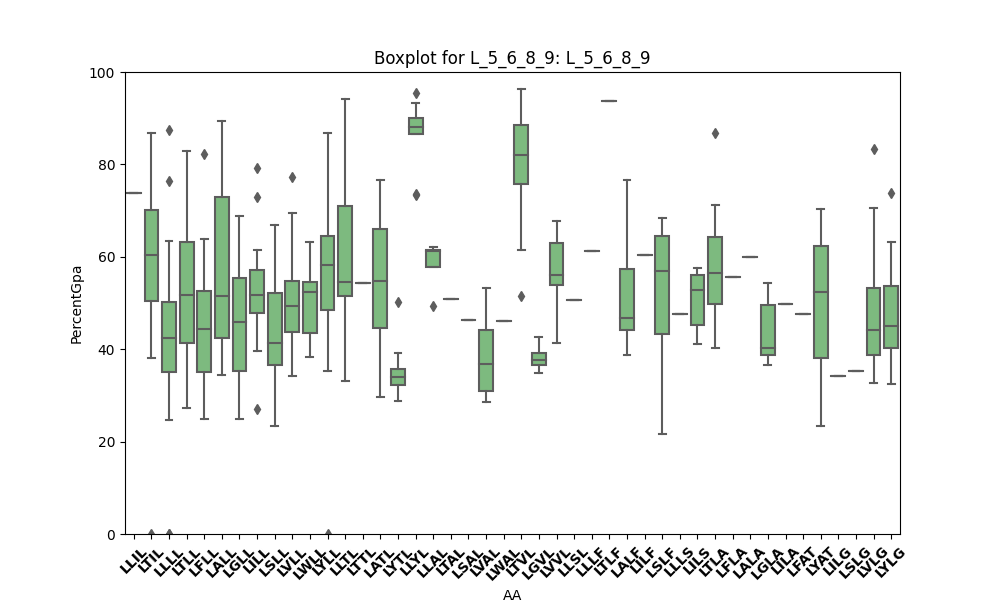 Boxplot for L_5_6_8_9: L_5_6_8_9
PercentGpa
100
80
60
40
20
0
LLIL LTIL LLLL LTLL LFLL LALL LGLL LILL LSLL LVLL LWLL LYLL LLTL LTTL LATL LYTL LLYL LLAL LTAL LSAL LVAL LWAL LTVL LGVL LVVL LLSL LLLF LTLF LALF LILF LSLF LLLS LILS LTLA LFLA LALA LGLA LILA LFAT LYAT LILG LSLG LVLG LYLG
AA